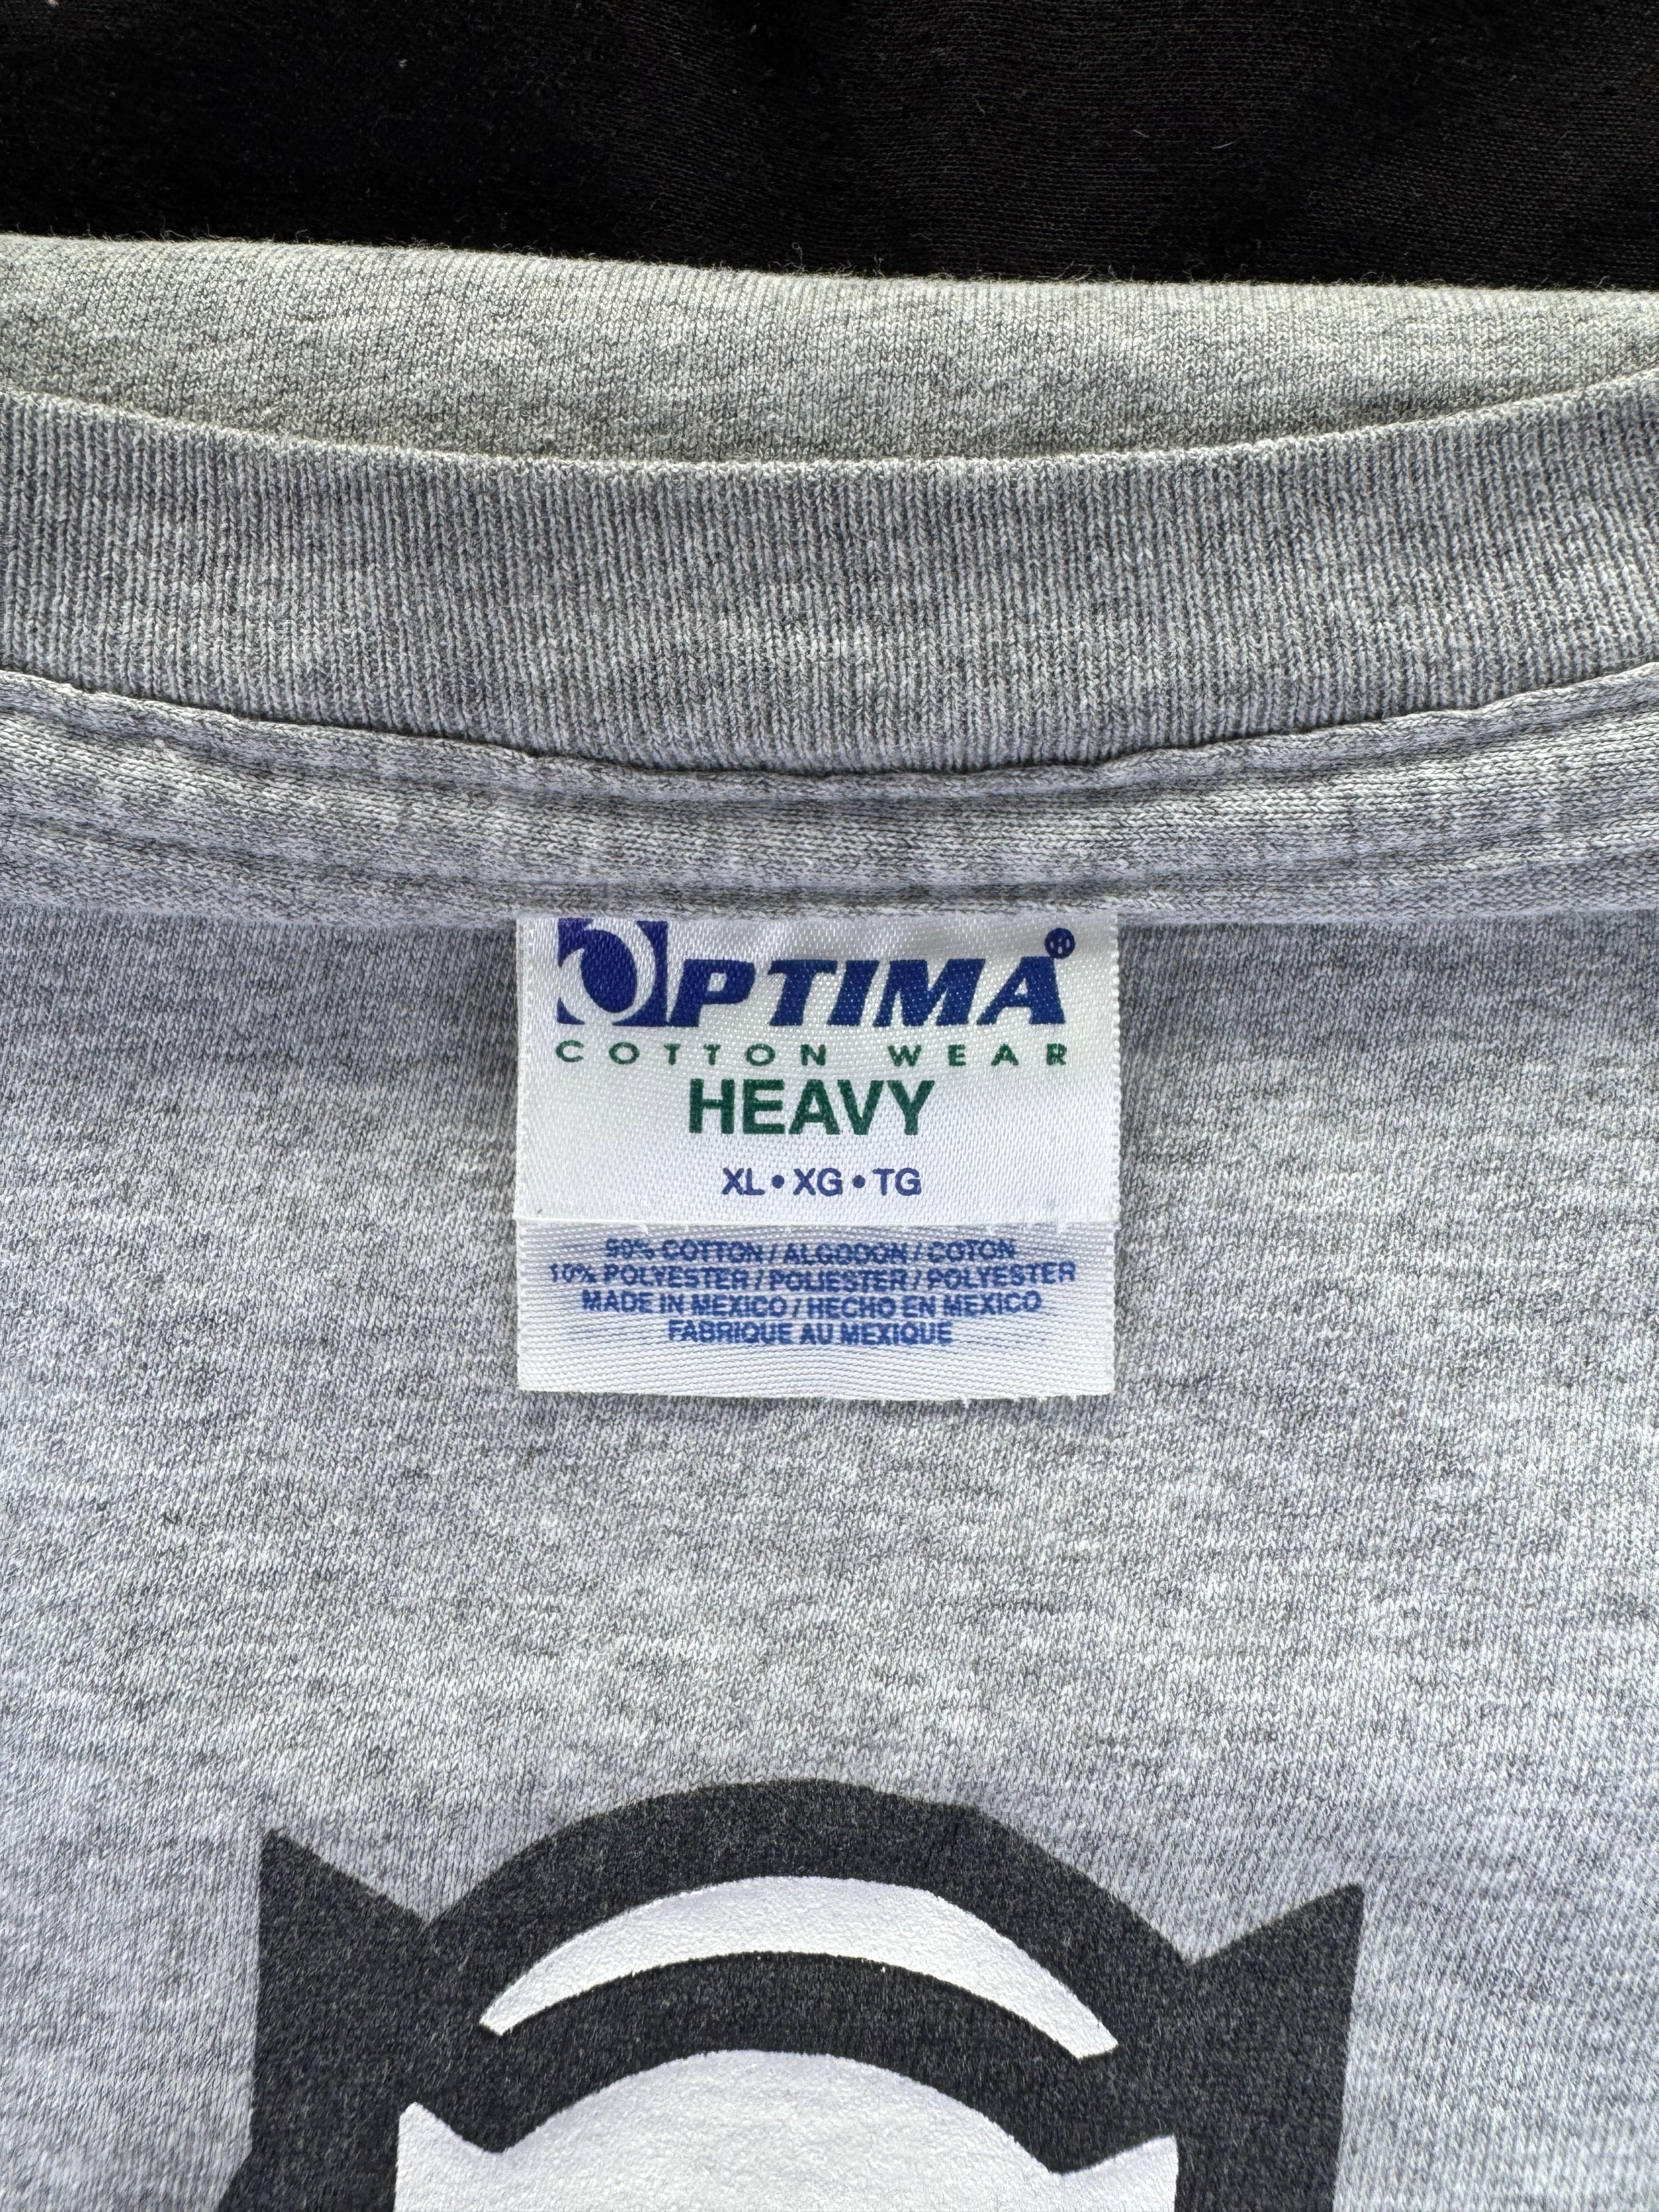 OPTIMA®
COTTON WEAR
HEAVY
XL • XG • TG
90% COTTON / ALGODON / COTON
10% POLYESTER / POLIESTER / POLYESTER
MADE IN MEXICO / HECHO EN MEXICO
FABRIQUE AU MEXIQUE